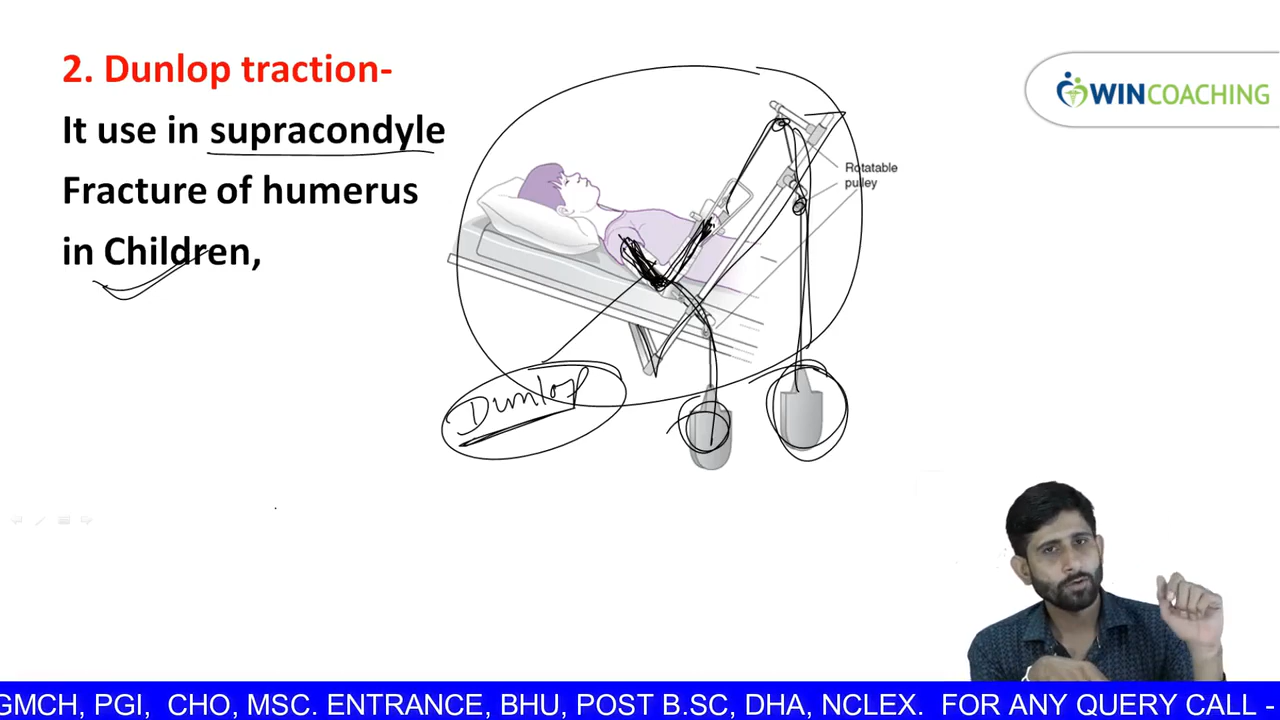 2. Dunlop traction-
It use in supracondyle
Fracture of humerus
in Children,
WINCOACHING
Rotatable
pulley
Dunlop
GMCH, PGI, CHO, MSC. ENTRANCE, BHU, POST B.SC, DHA, NCLEX. FOR ANY QUERY CALL -